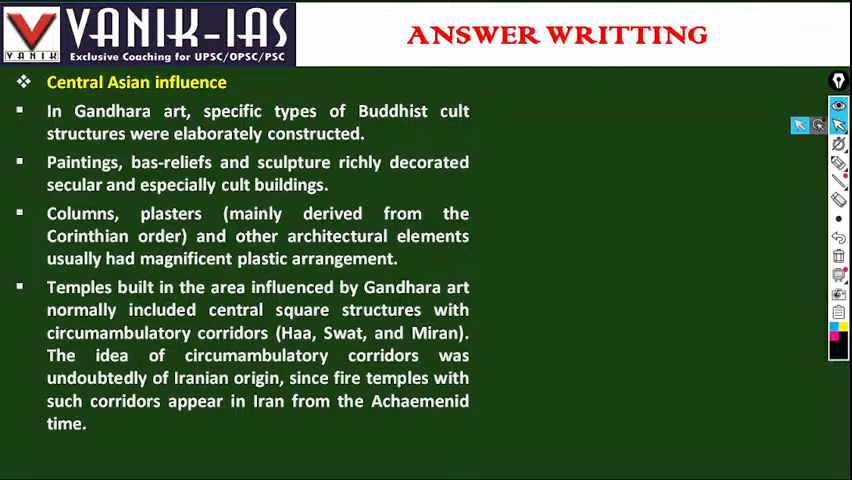 VANIK-IAS
VANIK
Exclusive Coaching for UPSC/OPSC/PSC
ANSWER WRITTING
Central Asian influence
In Gandhara art, specific types of Buddhist cult
structures were elaborately constructed.
Paintings, bas-reliefs and sculpture richly decorated
secular and especially cult buildings.
Columns, plasters (mainly derived from the
Corinthian order) and other architectural elements
usually had magnificent plastic arrangement.
Temples built in the area influenced by Gandhara art
normally included central square structures with
circumambulatory corridors (Haa, Swat, and Miran).
The idea of circumambulatory corridors was
undoubtedly of Iranian origin, since fire temples with
such corridors appear in Iran from the Achaemenid
time.